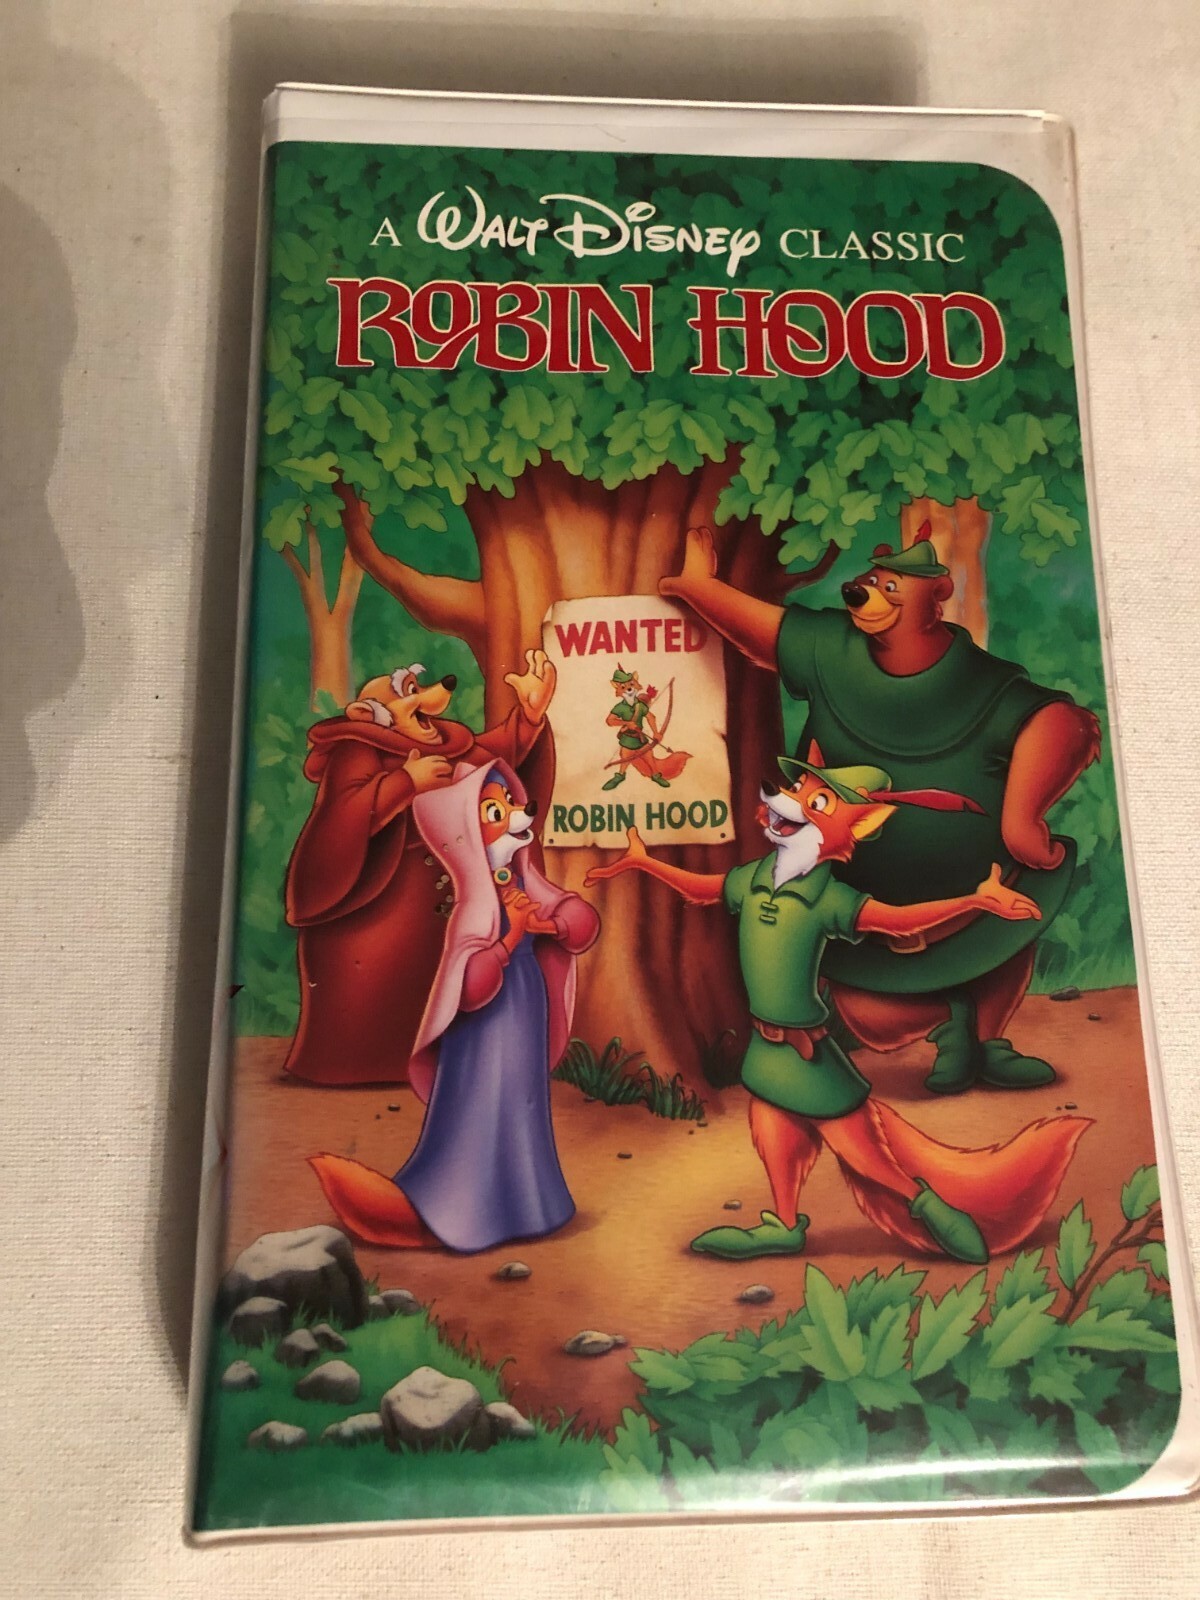 A WALT DISNEY CLASSIC
ROBIN HOOD
WANTED
ROBIN HOOD